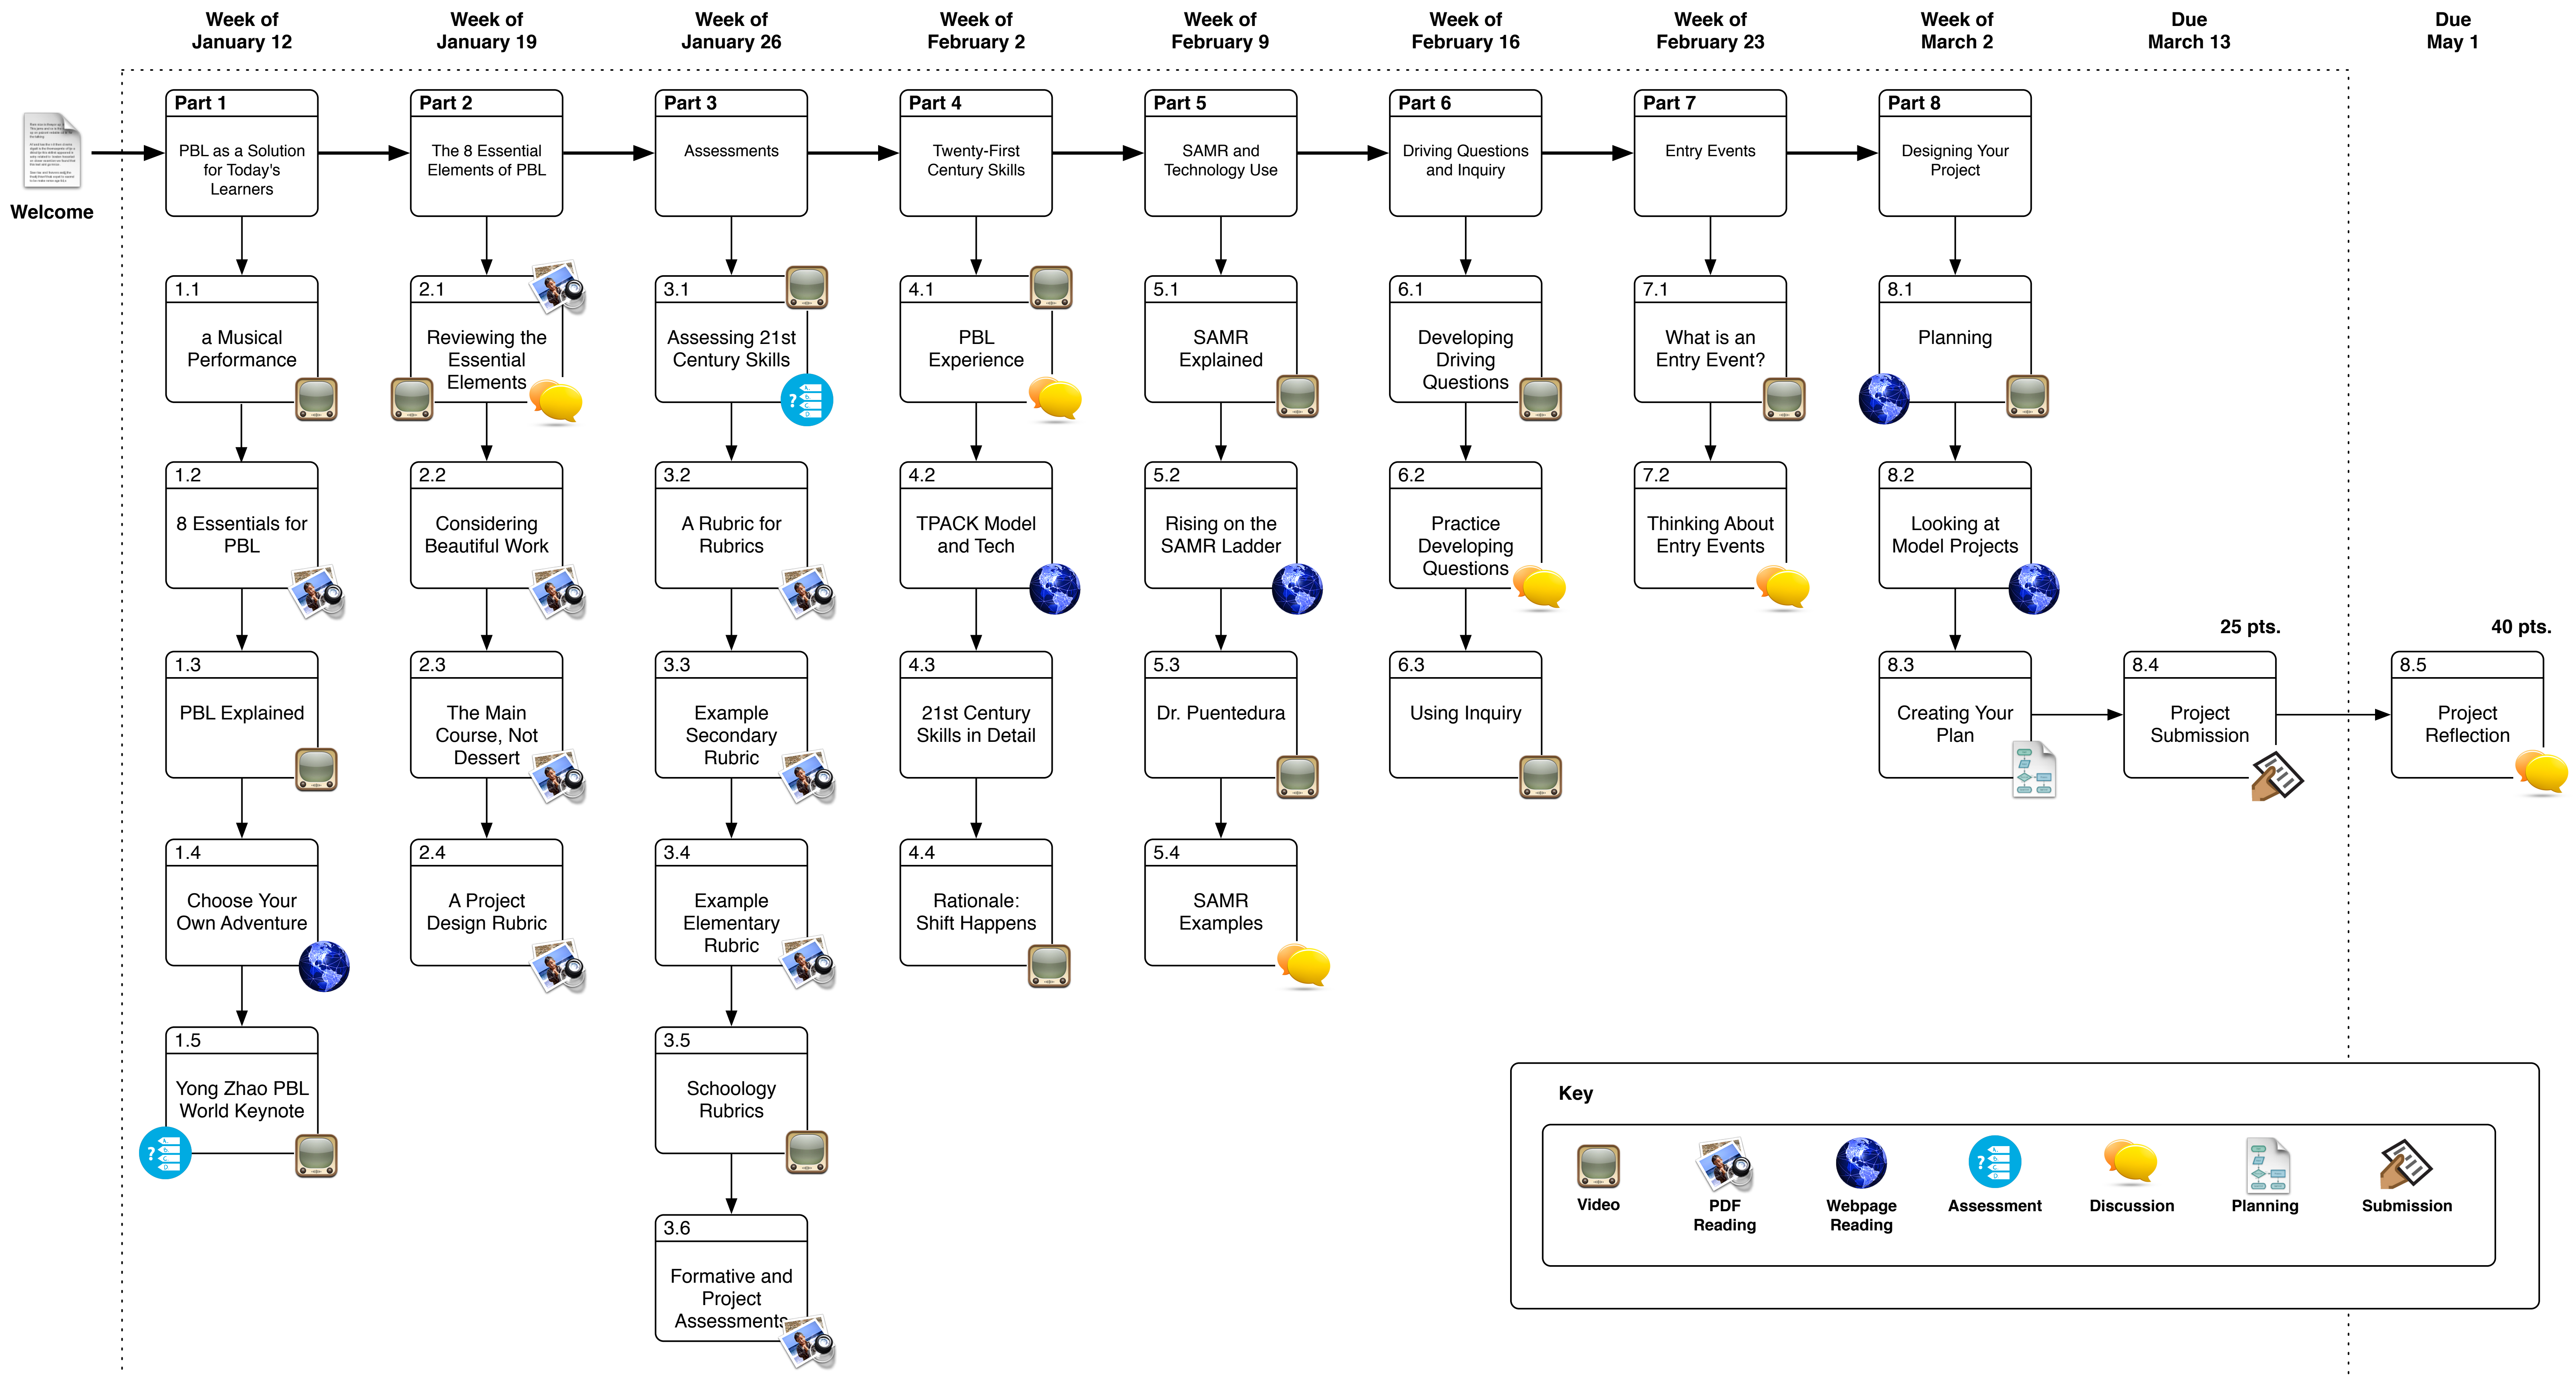 Week of
January 12
Week of
January 19
Week of
January 26
Week of
February 2
Week of
February 9
Week of
February 16
Week of
February 23
Week of
March 2
Due
March 13
Due
May 1
Welcome
Part 1
PBL as a Solution
for Today's
Learners
Part 2
The 8 Essential
Elements of PBL
Part 3
Assessments
Part 4
Twenty-First
Century Skills
Part 5
SAMR and
Technology Use
Part 6
Driving Questions
and Inquiry
Part 7
Entry Events
Part 8
Designing Your
Project
1.1
a Musical
Performance
2.1
Reviewing the
Essential
Elements
3.1
Assessing 21st
Century Skills
4.1
PBL
Experience
5.1
SAMR
Explained
6.1
Developing
Driving
Questions
7.1
What is an
Entry Event?
8.1
Planning
1.2
8 Essentials for
PBL
2.2
Considering
Beautiful Work
3.2
A Rubric for
Rubrics
4.2
TPACK Model
and Tech
5.2
Rising on the
SAMR Ladder
6.2
Practice
Developing
Questions
7.2
Thinking About
Entry Events
8.2
Looking at
Model Projects
1.3
PBL Explained
2.3
The Main
Course, Not
Dessert
3.3
Example
Secondary
Rubric
4.3
21st Century
Skills in Detail
5.3
Dr. Puentedura
6.3
Using Inquiry
8.3
Creating Your
Plan
25 pts.
8.4
Project
Submission
40 pts.
8.5
Project
Reflection
1.4
Choose Your
Own Adventure
2.4
A Project
Design Rubric
3.4
Example
Elementary
Rubric
4.4
Rationale:
Shift Happens
5.4
SAMR
Examples
1.5
Yong Zhao PBL
World Keynote
3.5
Schoology
Rubrics
3.6
Formative and
Project
Assessments
Key
Video
PDF
Reading
Webpage
Reading
Assessment
Discussion
Planning
Submission